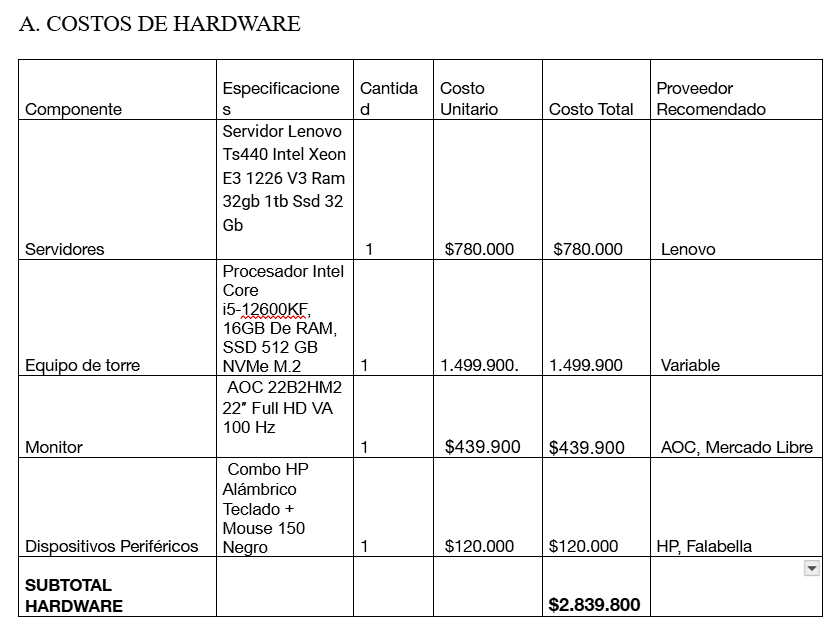 A. COSTOS DE HARDWARE
Componente
Especificacione
s
Cantida
d
Costo
Unitario
Costo Total
Proveedor
Recomendado
Servidores
Servidor Lenovo
Ts440 Intel Xeon
E3 1226 V3 Ram
32gb 1tb Ssd 32
Gb
1
$780.000
$780.000
Lenovo
Equipo de torre
Procesador Intel
Core
i5-12600KF,
16GB De RAM,
SSD 512 GB
NVMe M.2
1
1.499.900.
1.499.900
Variable
Monitor
AOC 22B2HM2
22″ Full HD VA
100 Hz
1
$439.900
$439.900
AOC, Mercado Libre
Dispositivos Periféricos
Combo HP
Alámbrico
Teclado +
Mouse 150
Negro
1
$120.000
$120.000
HP, Falabella
SUBTOTAL
HARDWARE
$2.839.800